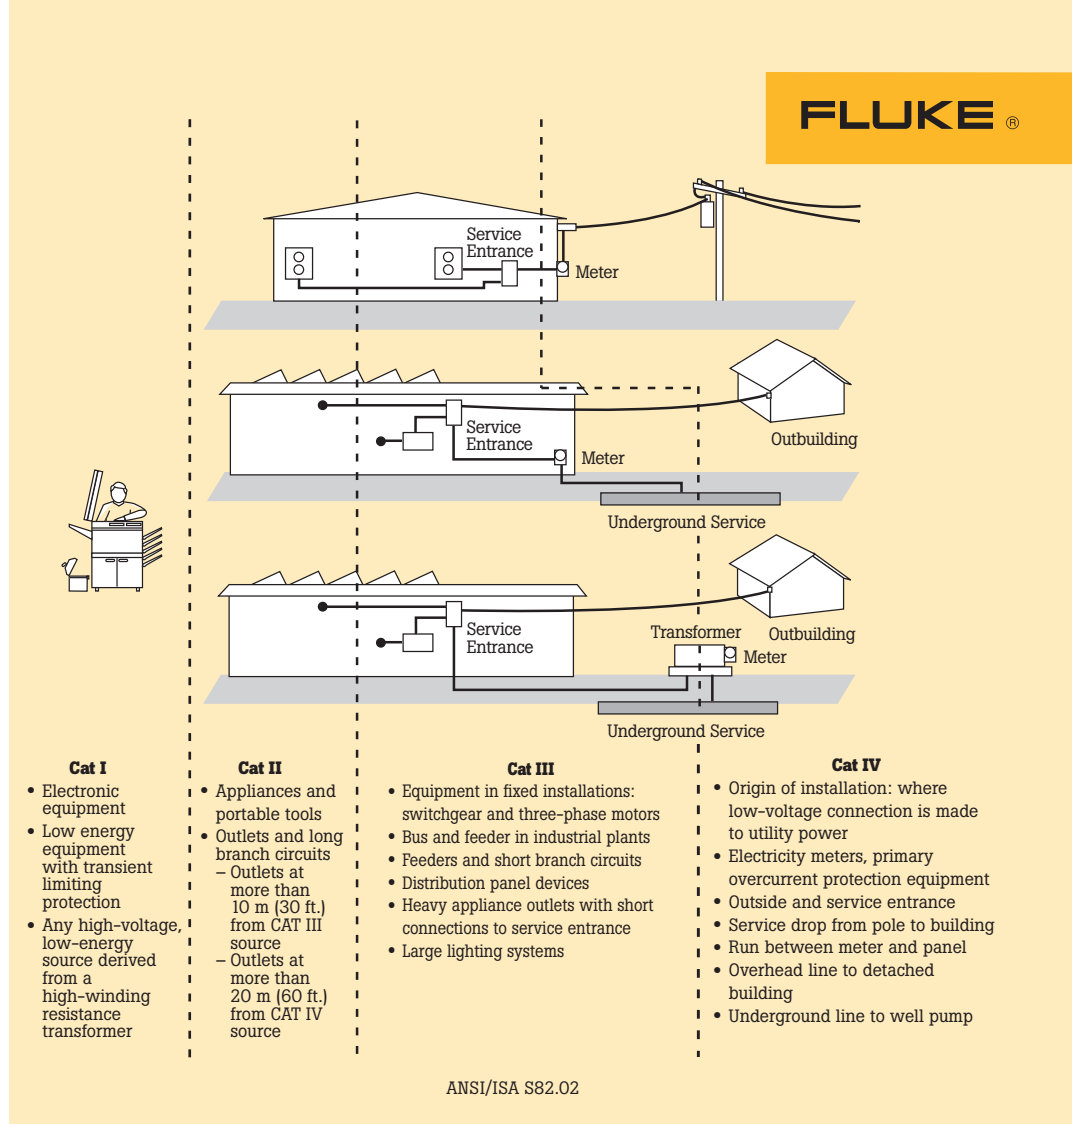 FLUKE ®
Service
Entrance
Meter
Service
Entrance
Meter
Outbuilding
Underground Service
Service
Entrance
Transformer
Outbuilding
Meter
Underground Service
Cat I
• Electronic
equipment
• Low energy
equipment
with transient
limiting
protection
• Any high-voltage,
low-energy
source derived
from a
high-winding
resistance
transformer
Cat II
• Appliances and
portable tools
• Outlets and long
branch circuits
– Outlets at
more than
10 m (30 ft.)
from CAT III
source
– Outlets at
more than
20 m (60 ft.)
from CAT IV
source
Cat III
• Equipment in fixed installations:
switchgear and three-phase motors
• Bus and feeder in industrial plants
• Feeders and short branch circuits
• Distribution panel devices
• Heavy appliance outlets with short
connections to service entrance
• Large lighting systems
Cat IV
• Origin of installation: where
low-voltage connection is made
to utility power
• Electricity meters, primary
overcurrent protection equipment
• Outside and service entrance
• Service drop from pole to building
• Run between meter and panel
• Overhead line to detached
building
• Underground line to well pump
ANSI/ISA S82.02